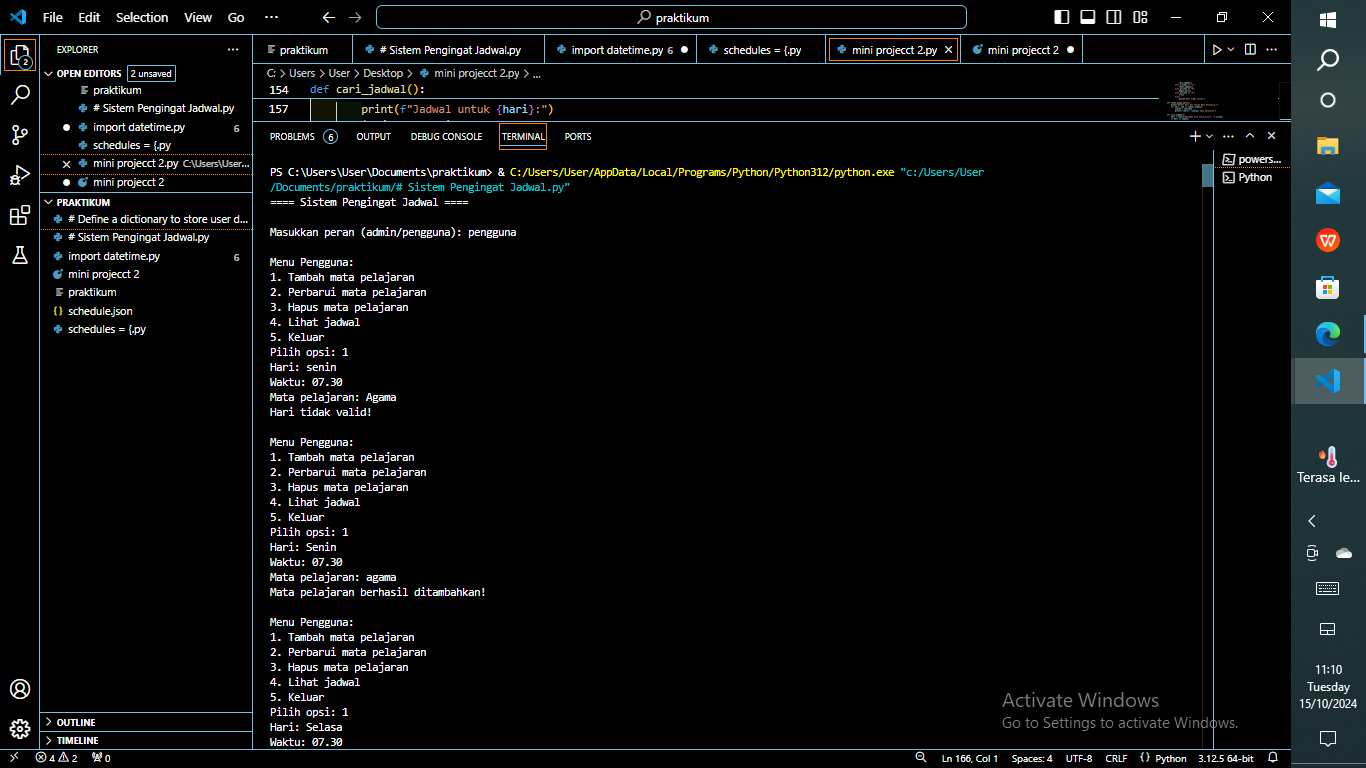 File Edit Selection View Go ··· praktikum
EXPLORER ···
OPEN EDITORS 2 unsaved
praktikum
# Sistem Pengingat Jadwal.py
import datetime.py 6
schedules = {.py
mini projecct 2.py C:\Users\User...
mini projecct 2
PRAKTIKUM
# Define a dictionary to store user d...
# Sistem Pengingat Jadwal.py
import datetime.py 6
mini projecct 2
praktikum
schedule.json
schedules = {.py
OUTLINE
TIMELINE
praktikum # Sistem Pengingat Jadwal.py import datetime.py 6 schedules = {.py mini projecct 2.py mini projecct 2
C: > Users > User > Desktop > mini projecct 2.py > ...
154 def cari_jadwal():
157 print(f"Jadwal untuk {hari}:")
PROBLEMS 6 OUTPUT DEBUG CONSOLE TERMINAL PORTS
powers...
Python
PS C:\Users\User\Documents\praktikum> & C:/Users/User/AppData/Local/Programs/Python/Python312/python.exe "c:/Users/User
/Documents/praktikum/# Sistem Pengingat Jadwal.py"
==== Sistem Pengingat Jadwal ====
Masukkan peran (admin/pengguna): pengguna
Menu Pengguna:
1. Tambah mata pelajaran
2. Perbarui mata pelajaran
3. Hapus mata pelajaran
4. Lihat jadwal
5. Keluar
Pilih opsi: 1
Hari: senin
Waktu: 07.30
Mata pelajaran: Agama
Hari tidak valid!
Menu Pengguna:
1. Tambah mata pelajaran
2. Perbarui mata pelajaran
3. Hapus mata pelajaran
4. Lihat jadwal
5. Keluar
Pilih opsi: 1
Hari: Senin
Waktu: 07.30
Mata pelajaran: agama
Mata pelajaran berhasil ditambahkan!
Menu Pengguna:
1. Tambah mata pelajaran
2. Perbarui mata pelajaran
3. Hapus mata pelajaran
4. Lihat jadwal
5. Keluar
Pilih opsi: 1
Hari: Selasa
Waktu: 07.30
Activate Windows
Go to Settings to activate Windows.
4 2 0 Ln 166, Col 1 Spaces: 4 UTF-8 CRLF {} Python 3.12.5 64-bit
2
Terasa le...
11:10
Tuesday
15/10/2024